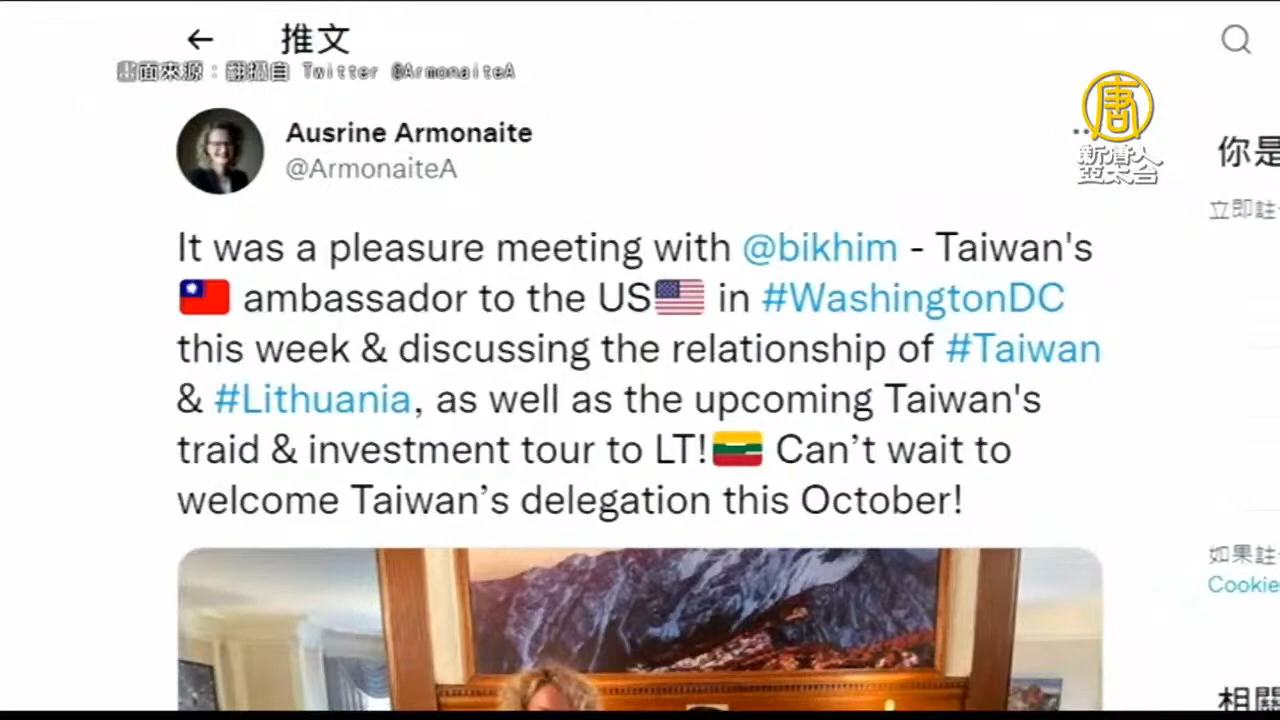 推文
畫面來源：翻攝自 Twitter @ArmonaiteA
唐
新唐人
亞太台
Ausrine Armonaite
@ArmonaiteA
It was a pleasure meeting with @bikhim - Taiwan's
ambassador to the US in #WashingtonDC
this week & discussing the relationship of #Taiwan
& #Lithuania, as well as the upcoming Taiwan's
traid & investment tour to LT! Can’t wait to
welcome Taiwan’s delegation this October!
你是
立即註
如果註
Cookie
相關